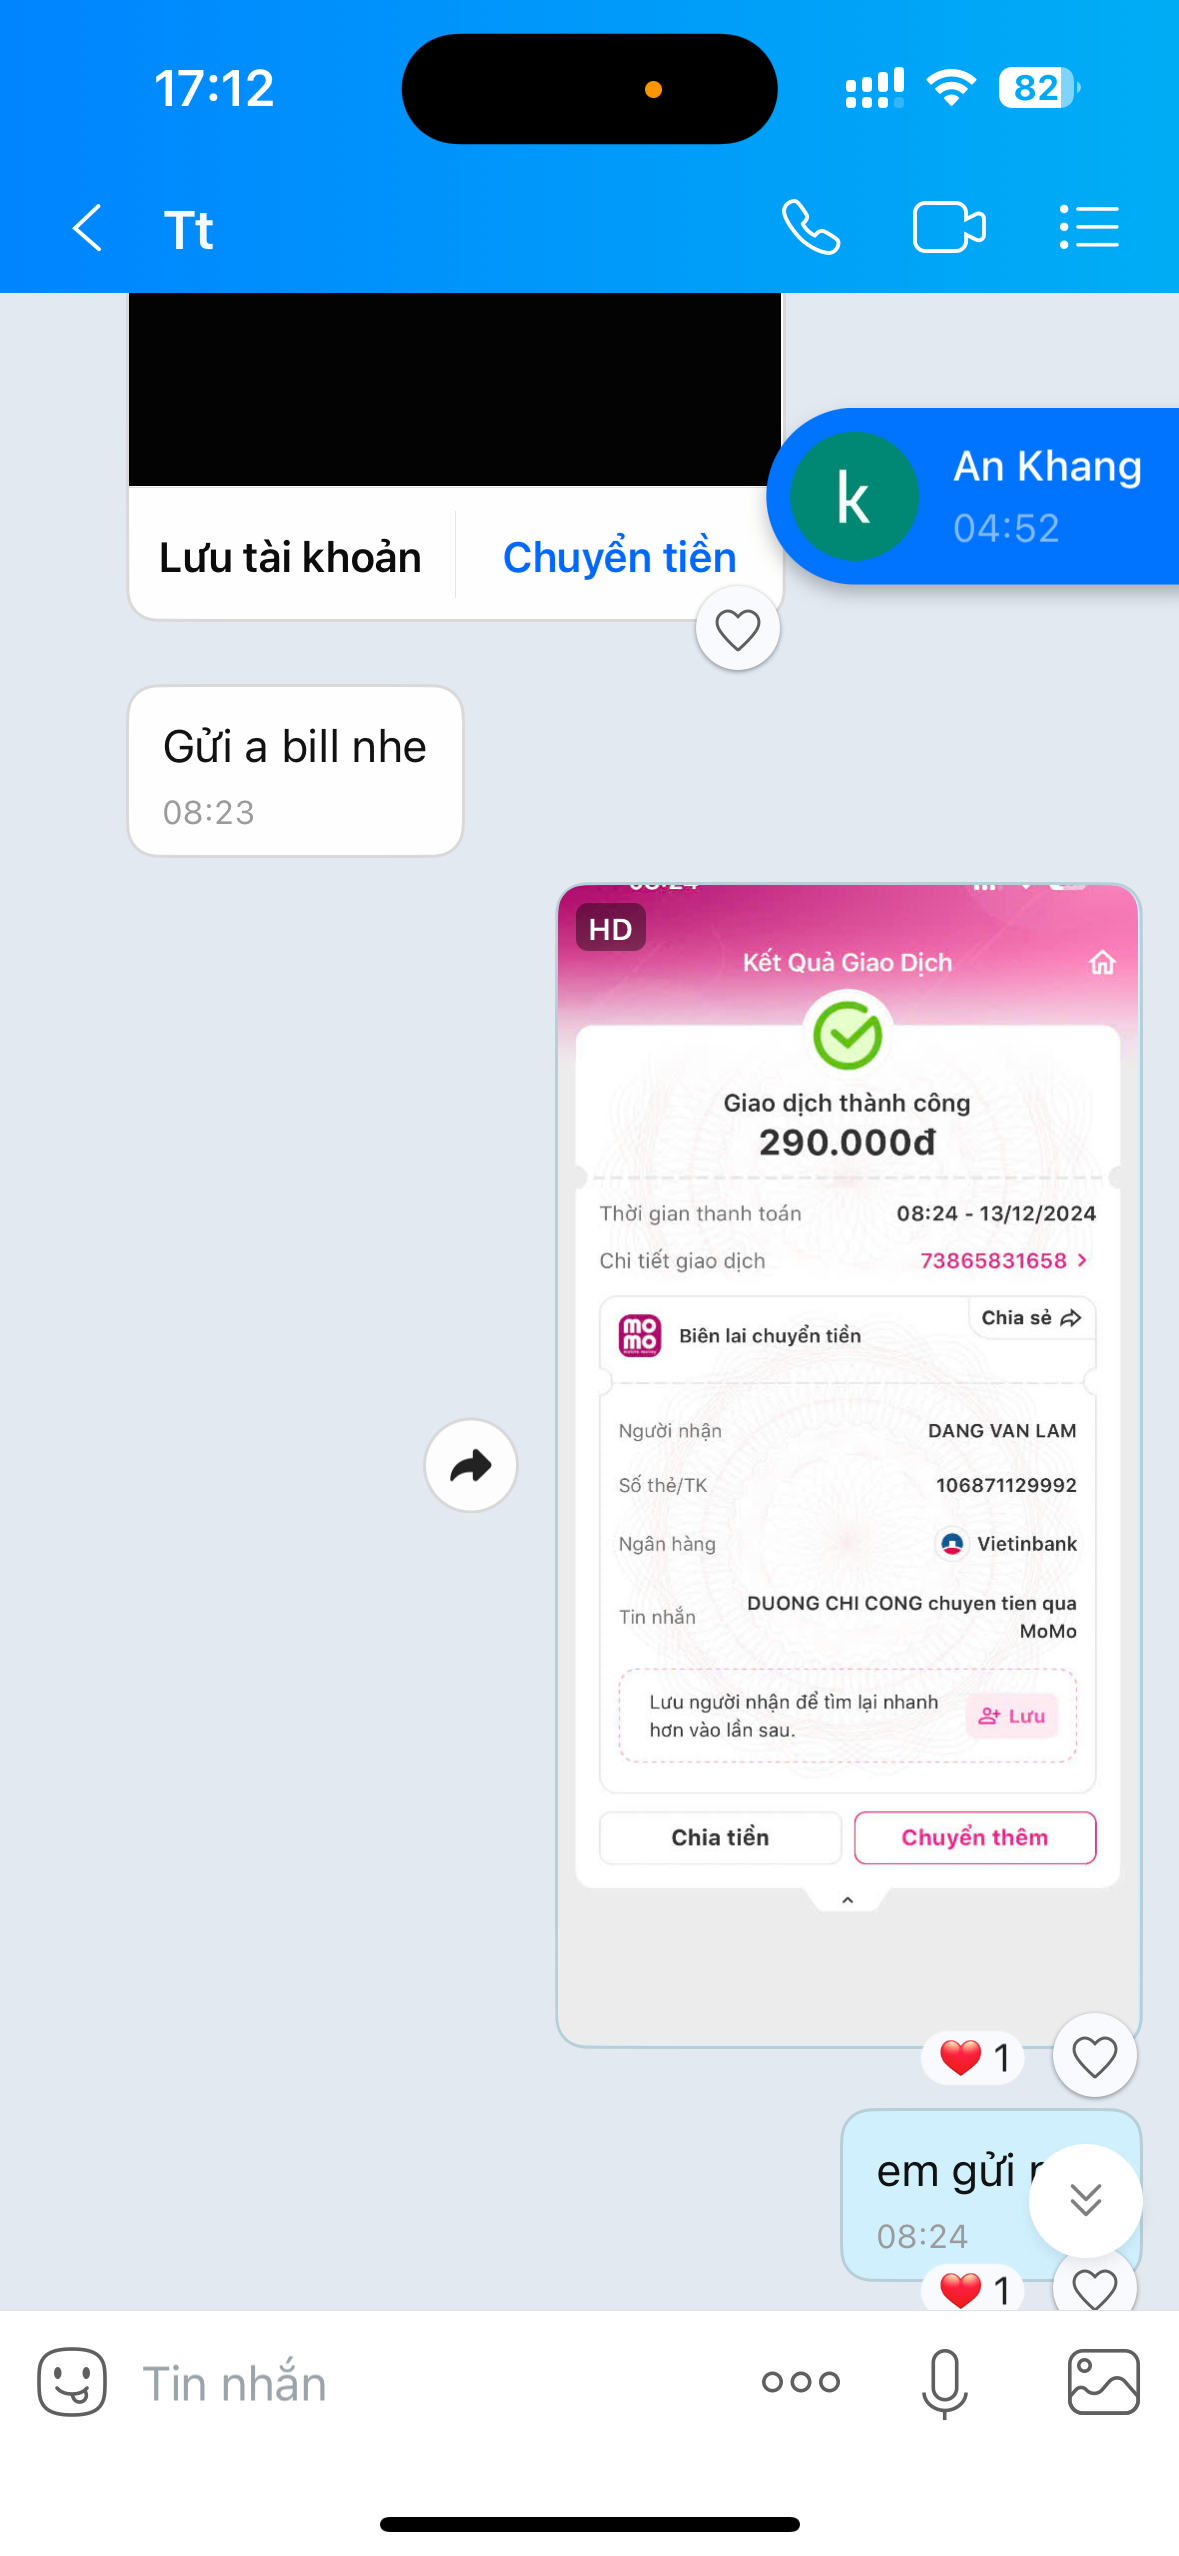 17:12
82
Tt
An Khang
k
04:52
Lưu tài khoản
Chuyển tiền
Gửi a bill nhe
08:23
HD
Kết Quả Giao Dịch
Giao dịch thành công
290.000đ
Thời gian thanh toán 08:24 - 13/12/2024
Chi tiết giao dịch 73865831658 >
Chia sẻ
mo
mo
Biên lai chuyển tiền
Người nhận DANG VAN LAM
Số thẻ/TK 106871129992
Ngân hàng Vietinbank
Tin nhắn DUONG CHI CONG chuyen tien qua
MoMo
Lưu người nhận để tìm lại nhanh
hơn vào lần sau.
Lưu
Chia tiền
Chuyển thêm
1
em gửi
08:24
1
Tin nhắn